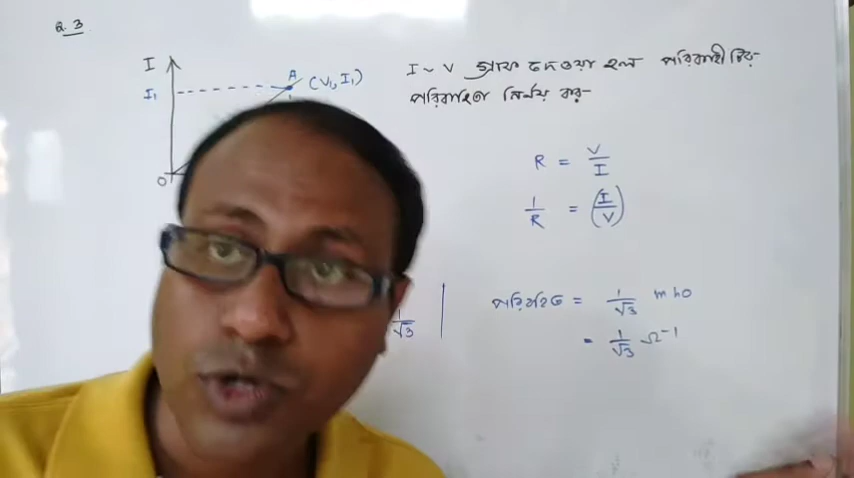 Q. 3
I
I₁
A (V₁, I₁)
O
I ~ V গ্রাফ দেওয়া হল পরিবাহীটির
পরিবাহিতা নির্ণয় কর
R = V/I
1/R = (I/V)
1/√3
পরিবাহিতা = 1/√3 mho
= 1/√3 Ω⁻¹